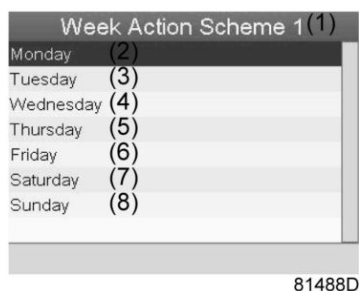 Week Action Scheme 1(1)
Monday (2)
Tuesday (3)
Wednesday (4)
Thursday (5)
Friday (6)
Saturday (7)
Sunday (8)
81488D